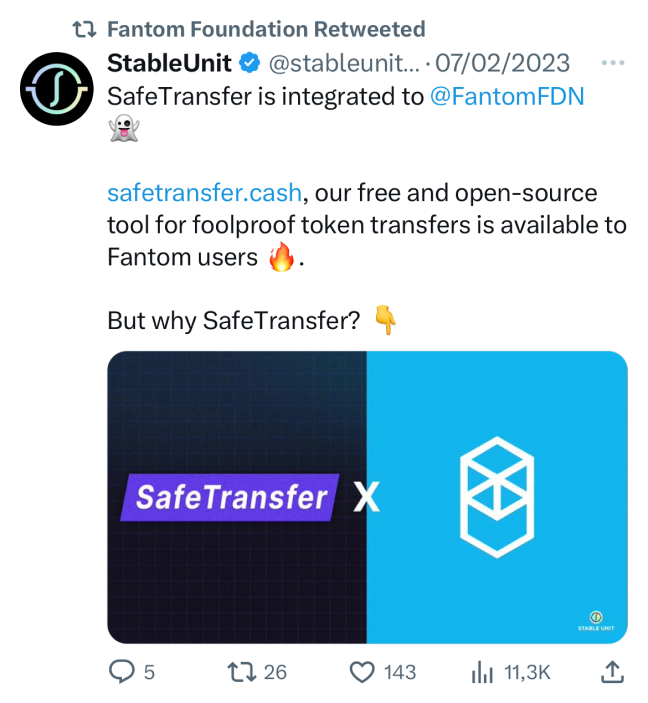 Fantom Foundation Retweeted
StableUnit @stableunit... · 07/02/2023
SafeTransfer is integrated to @FantomFDN
👻
safetransfer.cash, our free and open-source
tool for foolproof token transfers is available to
Fantom users 🔥.
But why SafeTransfer? 👇
SafeTransfer X
STABLE UNIT
5 26 143 11,3K